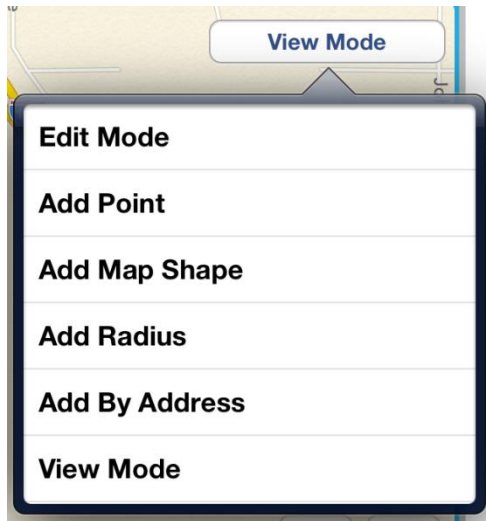 View Mode
Edit Mode
Add Point
Add Map Shape
Add Radius
Add By Address
View Mode